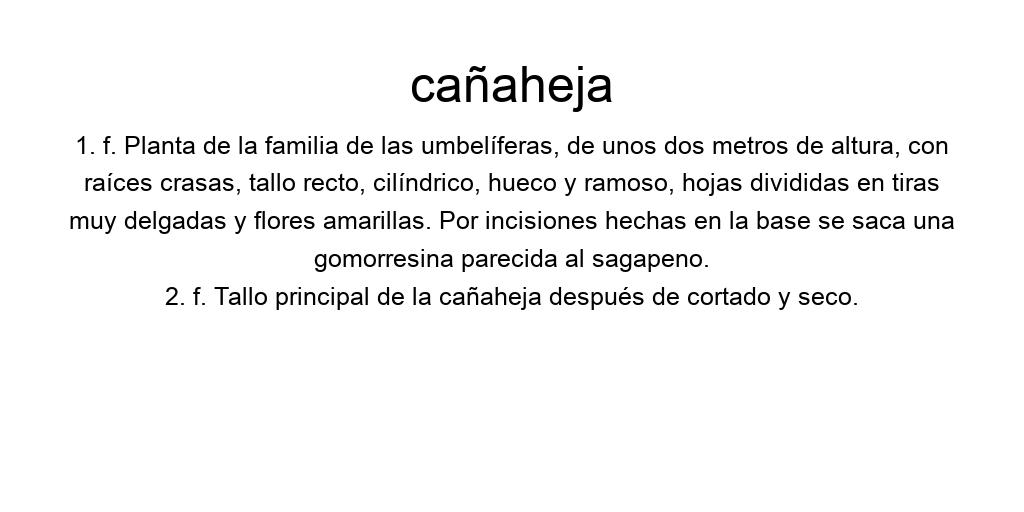 cañaheja
1. f. Planta de la familia de las umbelíferas, de unos dos metros de altura, con
raíces crasas, tallo recto, cilíndrico, hueco y ramoso, hojas divididas en tiras
muy delgadas y flores amarillas. Por incisiones hechas en la base se saca una
gomorresina parecida al sagapeno.
2. f. Tallo principal de la cañaheja después de cortado y seco.